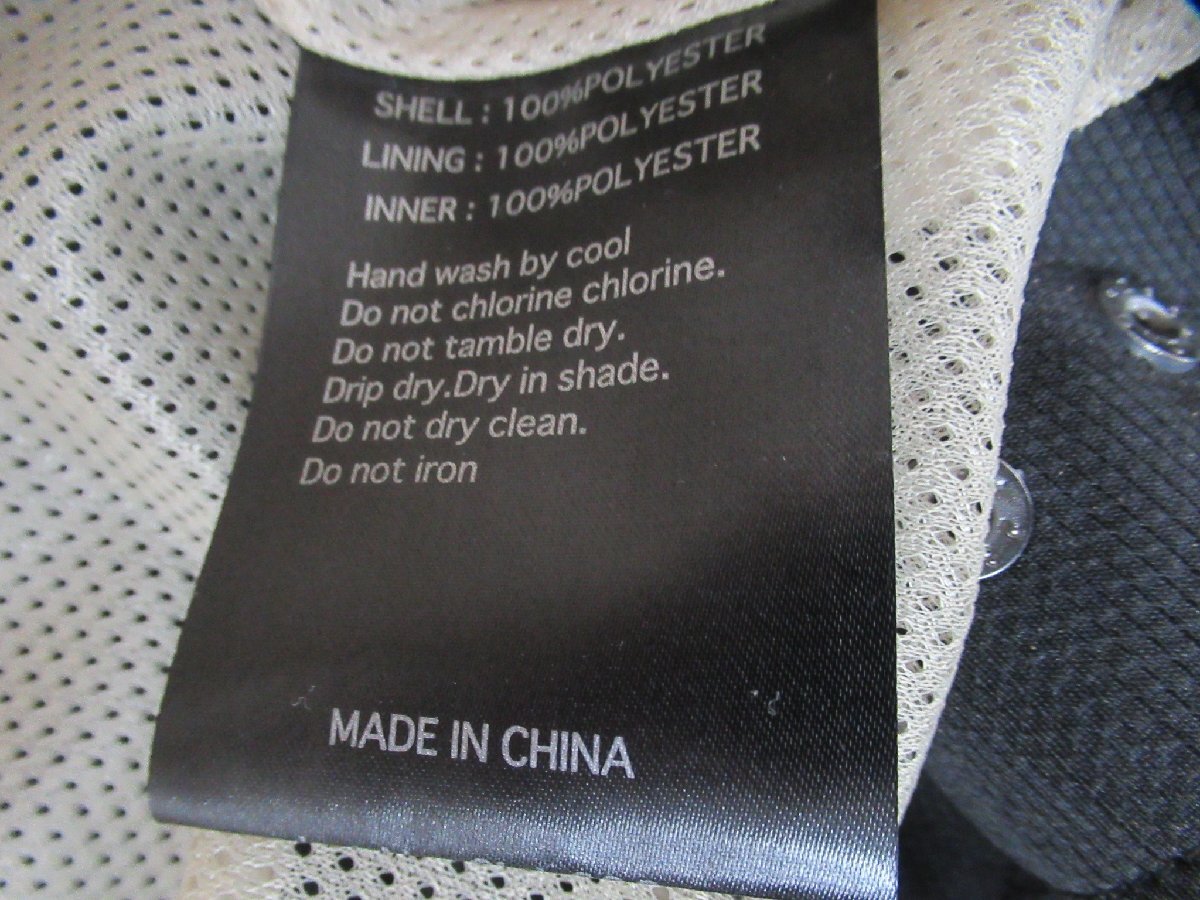 SHELL : 100%POLYESTER
LINING : 100%POLYESTER
INNER : 100%POLYESTER
Hand wash by cool
Do not chlorine chlorine.
Do not tamble dry.
Drip dry.Dry in shade.
Do not dry clean.
Do not iron
MADE IN CHINA